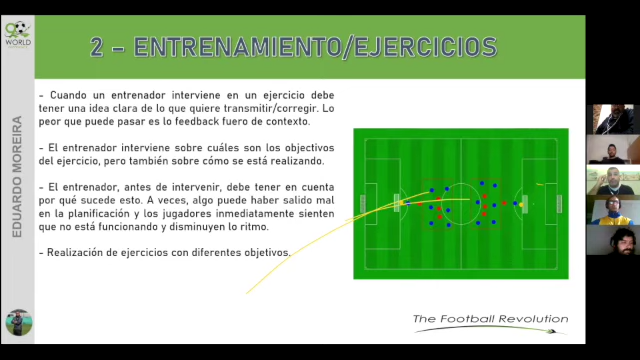 WORLD
2 – ENTRENAMIENTO/EJERCICIOS
EDUARDO MOREIRA
- Cuando un entrenador interviene en un ejercicio debe
tener una idea clara de lo que quiere transmitir/corregir. Lo
peor que puede pasar es lo feedback fuero de contexto.
- El entrenador interviene sobre cuáles son los objectivos
del ejercicio, pero también sobre cómo se está realizando.
- El entrenador, antes de intervenir, debe tener en cuenta
por qué sucede esto. A veces, algo puede haber salido mal
en la planificación y los jugadores inmediatamente sienten
que no está funcionando y disminuyen lo ritmo.
- Realización de ejercicios con diferentes objetivos.
The Football Revolution